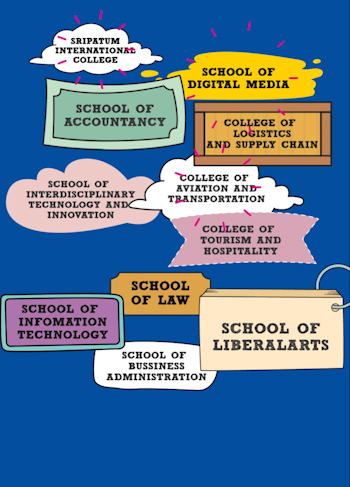 SRIPATUM
INTERNATIONAL
COLLEGE
SCHOOL OF
DIGITAL MEDIA
SCHOOL OF
ACCOUNTANCY
COLLEGE OF
LOGISTICS
AND SUPPLY CHAIN
SCHOOL OF
INTERDISCIPLINARY
TECHNOLOGY AND
INNOVATION
COLLEGE OF
AVIATION AND
TRANSPORTATION
COLLEGE OF
TOURISM AND
HOSPITALITY
SCHOOL
OF LAW
SCHOOL OF
INFOMATION
TECHNOLOGY
SCHOOL OF
LIBERALARTS
SCHOOL OF
BUSSINESS
ADMINISTRATION